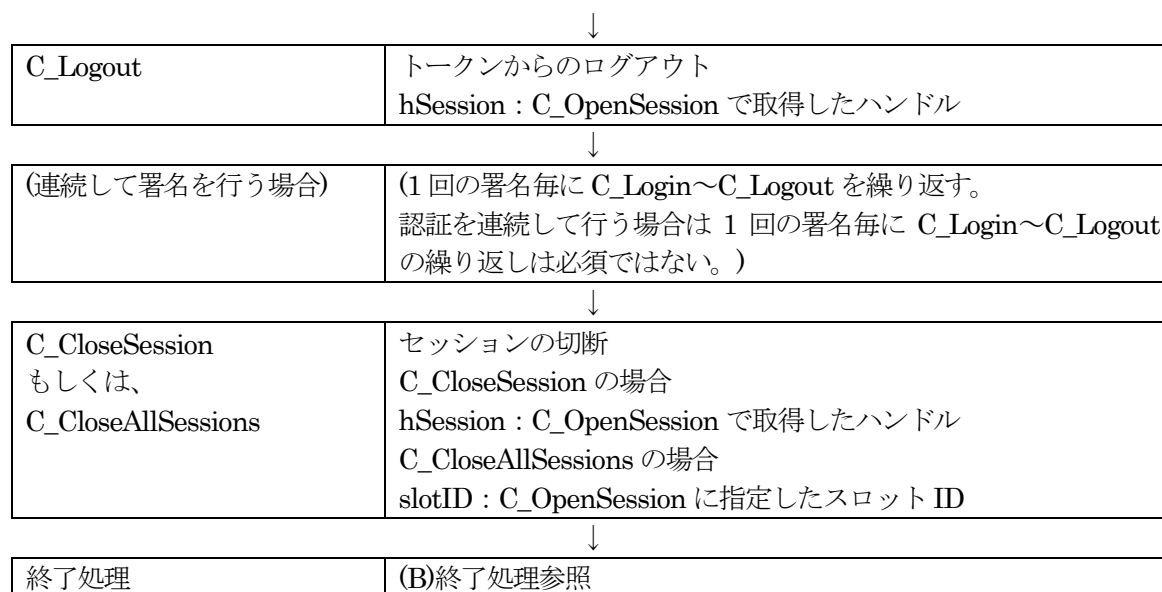 ↓
C_Logout
トークンからのログアウト
hSession：C_OpenSession で取得したハンドル
↓
(連続して署名を行う場合)
(1 回の署名毎に C_Login～C_Logout を繰り返す。
認証を連続して行う場合は 1 回の署名毎に C_Login～C_Logout
の繰り返しは必須ではない。)
↓
C_CloseSession
もしくは、
C_CloseAllSessions
セッションの切断
C_CloseSession の場合
hSession：C_OpenSession で取得したハンドル
C_CloseAllSessions の場合
slotID：C_OpenSession に指定したスロット ID
↓
終了処理
(B)終了処理参照